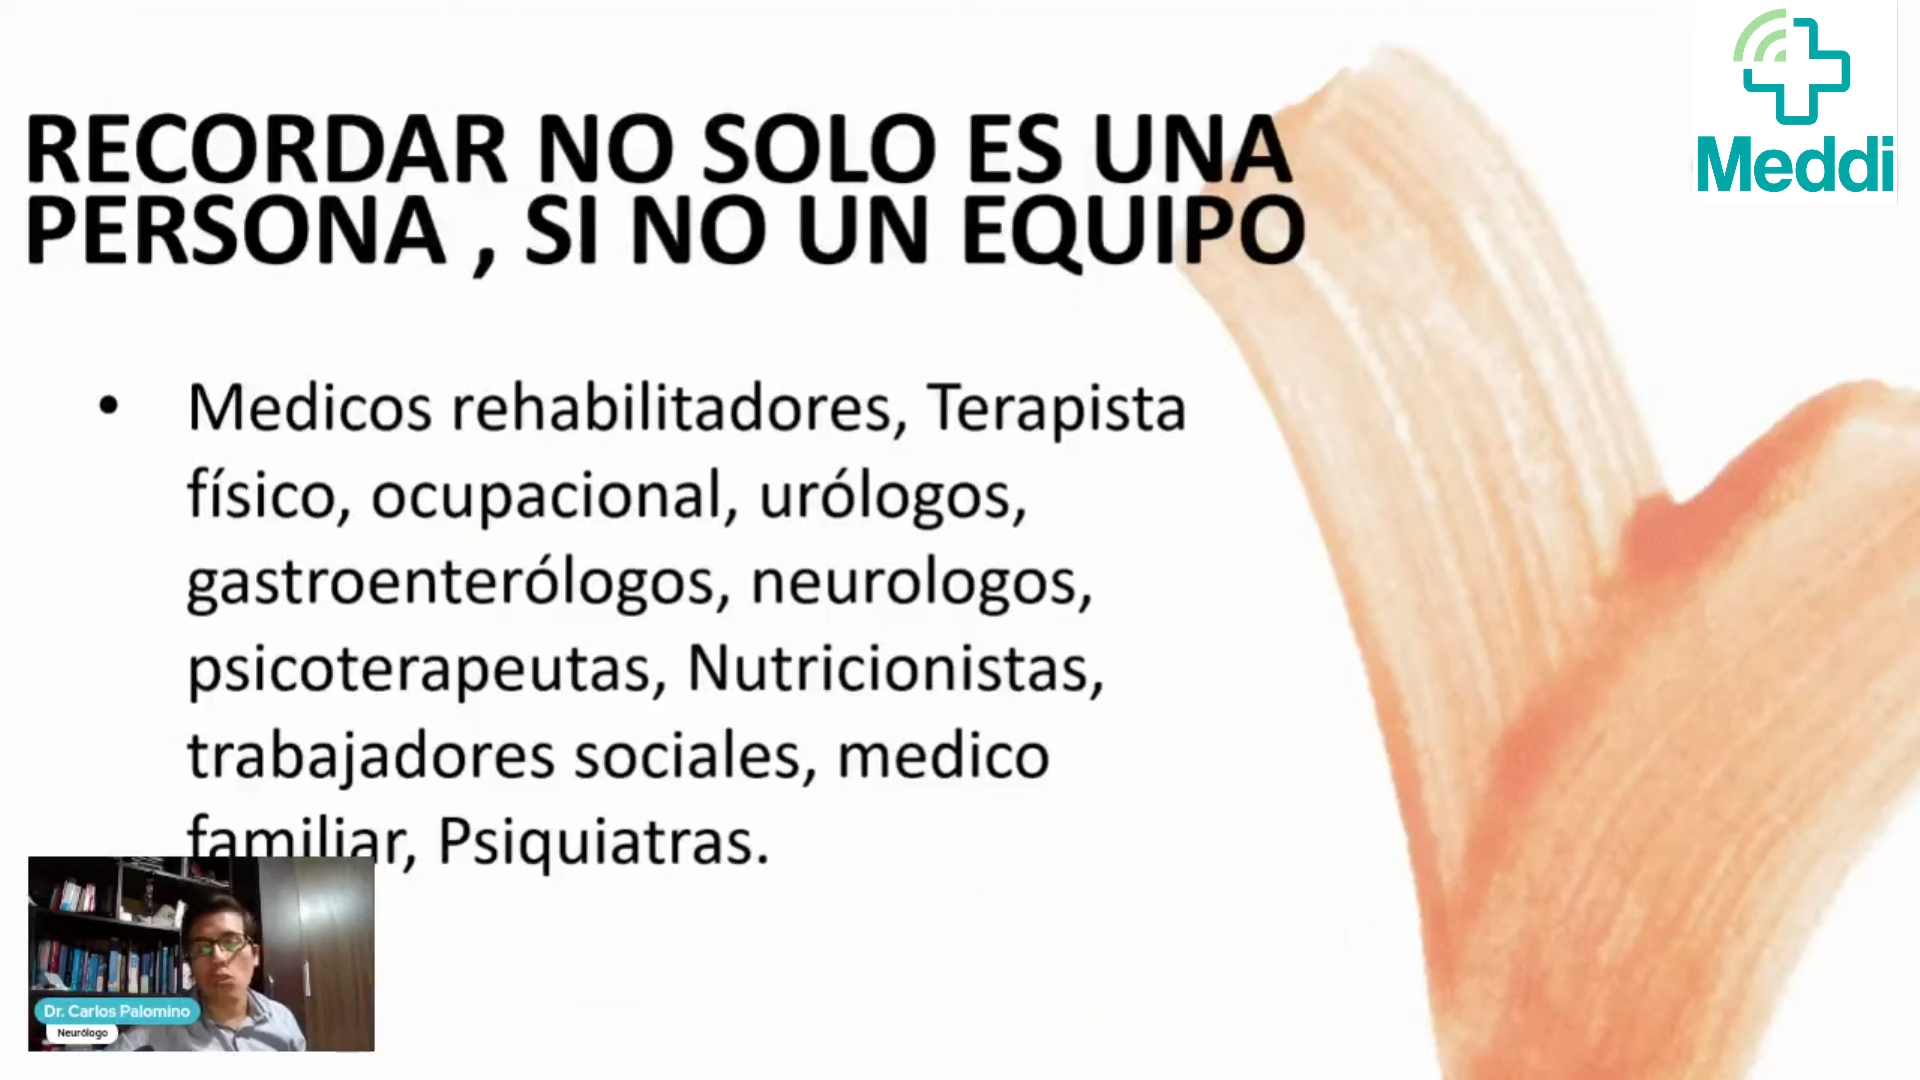 Meddi
RECORDAR NO SOLO ES UNA
PERSONA , SI NO UN EQUIPO
• Medicos rehabilitadores, Terapista
físico, ocupacional, urólogos,
gastroenterólogos, neurologos,
psicoterapeutas, Nutricionistas,
trabajadores sociales, medico
familiar, Psiquiatras.
Dr. Carlos Palomino
Neurólogo